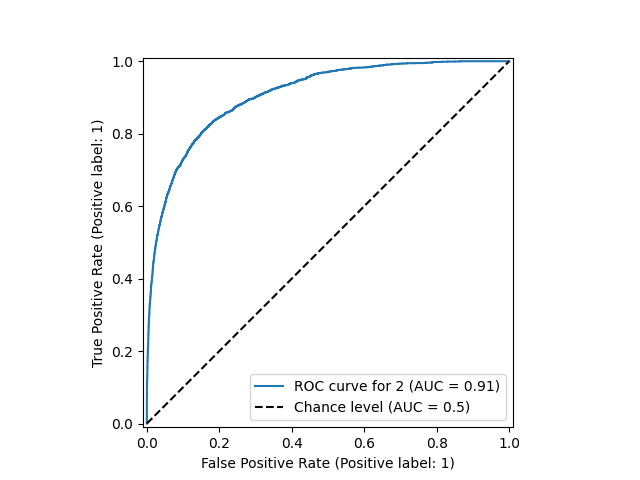 1.0
0.8
0.6
0.4
0.2
0.0
True Positive Rate (Positive label: 1)
ROC curve for 2 (AUC = 0.91)
Chance level (AUC = 0.5)
0.0 0.2 0.4 0.6 0.8 1.0
False Positive Rate (Positive label: 1)